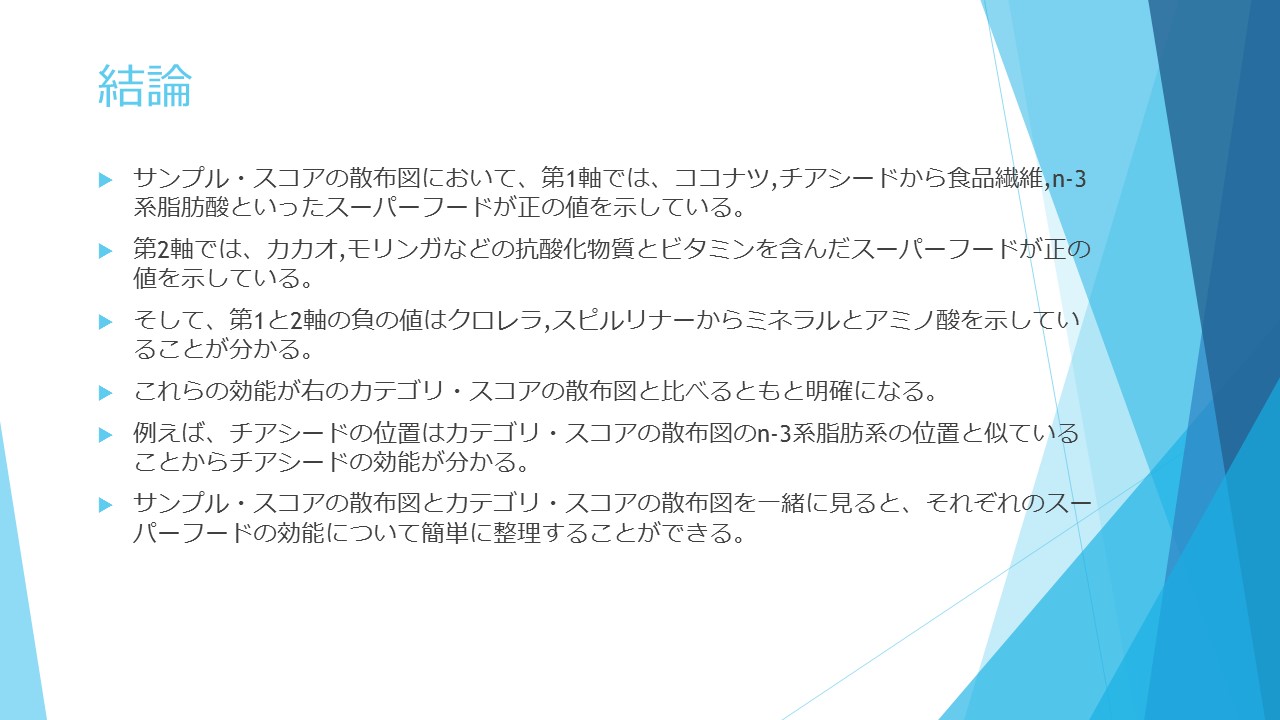 結論
サンプル・スコアの散布図において、第1軸では、ココナツ,チアシードから食品繊維,n-3
系脂肪酸といったスーパーフードが正の値を示している。
第2軸では、カカオ,モリンガなどの抗酸化物質とビタミンを含んだスーパーフードが正の
値を示している。
そして、第1と2軸の負の値はクロレラ,スピルリナーからミネラルとアミノ酸を示してい
ることが分かる。
これらの効能が右のカテゴリ・スコアの散布図と比べるともと明確になる。
例えば、チアシードの位置はカテゴリ・スコアの散布図のn-3系脂肪系の位置と似ている
ことからチアシードの効能が分かる。
サンプル・スコアの散布図とカテゴリ・スコアの散布図を一緒に見ると、それぞれのスー
パーフードの効能について簡単に整理することができる。